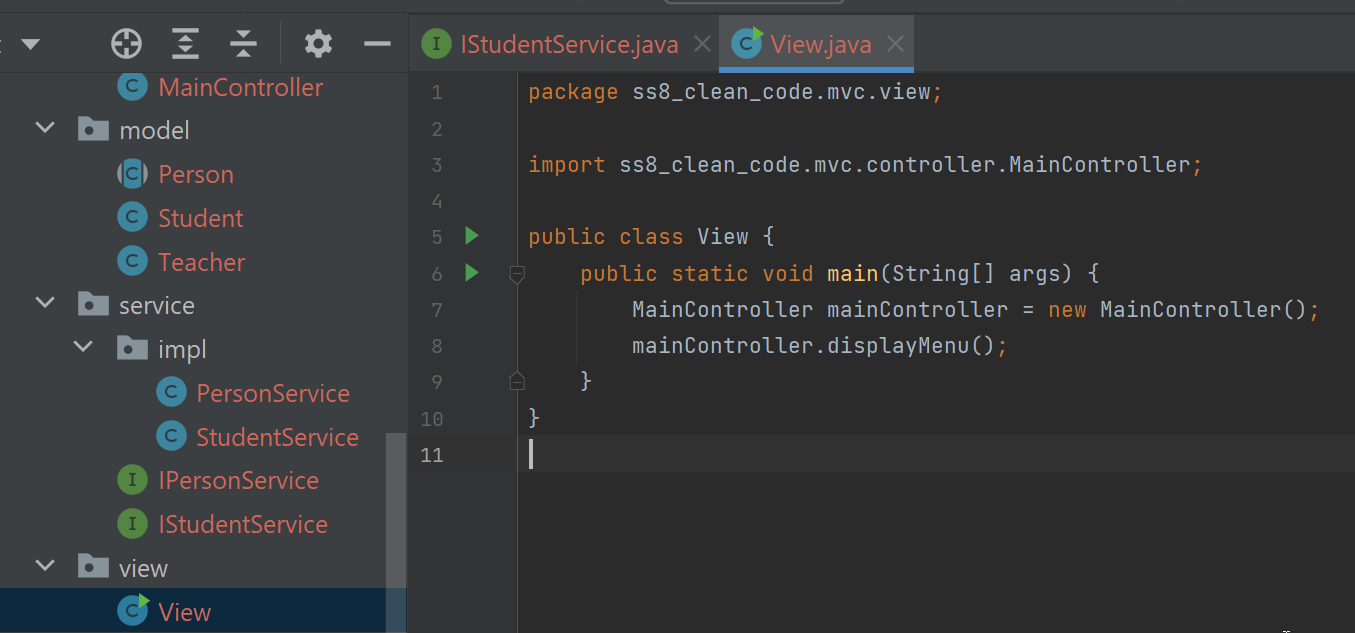 MainController
model
Person
Student
Teacher
service
impl
PersonService
StudentService
IPersonService
IStudentService
view
View
IStudentService.java
View.java
1 package ss8_clean_code.mvc.view;
2
3 import ss8_clean_code.mvc.controller.MainController;
4
5 public class View {
6 public static void main(String[] args) {
7 MainController mainController = new MainController();
8 mainController.displayMenu();
9 }
10 }
11